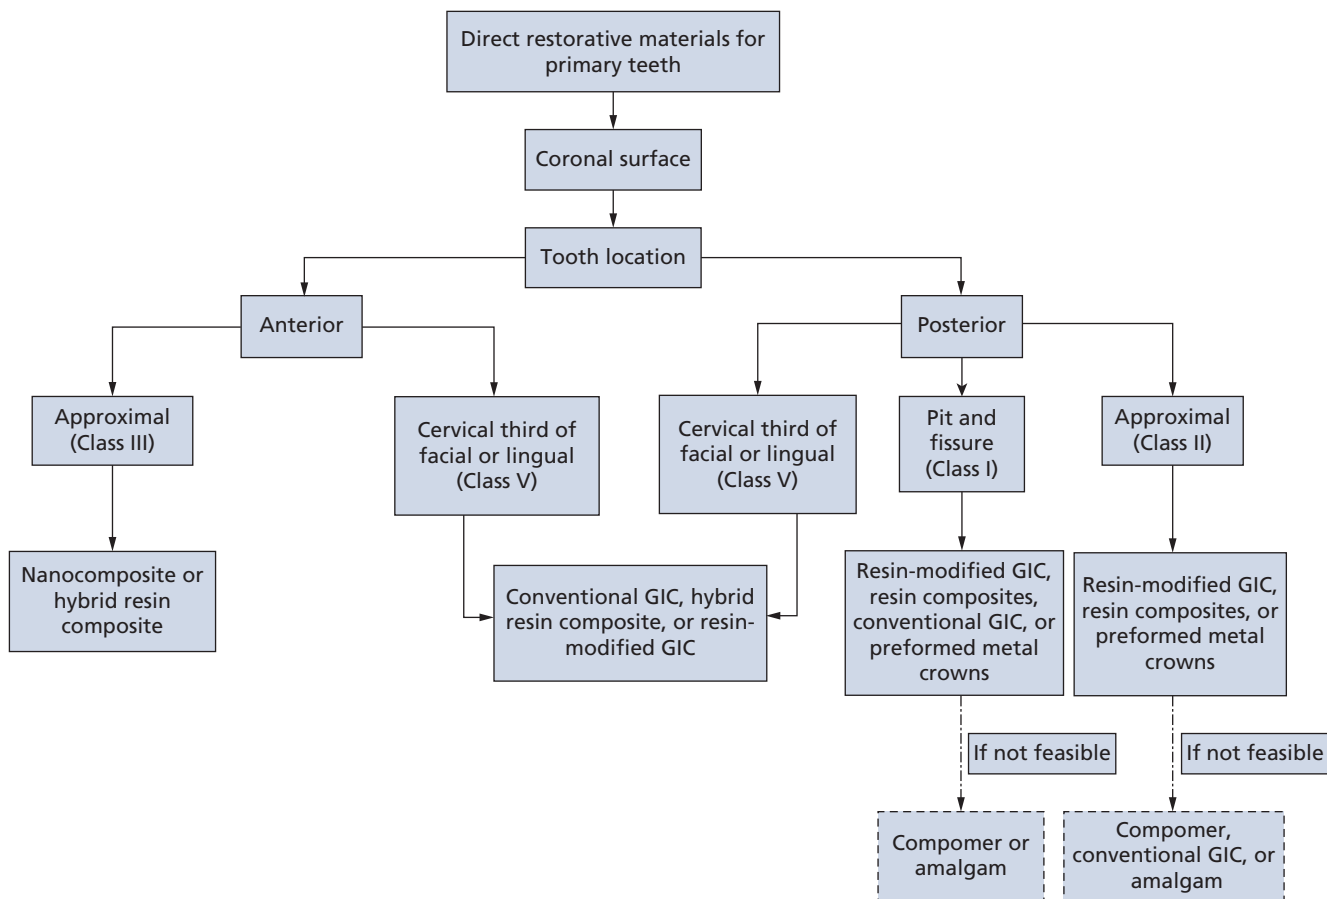 Direct restorative materials for
primary teeth
Coronal surface
Tooth location
Anterior
Posterior
Approximal
(Class III)
Cervical third of
facial or lingual
(Class V)
Cervical third of
facial or lingual
(Class V)
Pit and
fissure
(Class I)
Approximal
(Class II)
Nanocomposite or
hybrid resin
composite
Conventional GIC, hybrid
resin composite, or resin-
modified GIC
Resin-modified GIC,
resin composites,
conventional GIC, or
preformed metal
crowns
Resin-modified GIC,
resin composites, or
preformed metal
crowns
If not feasible
If not feasible
Compomer or
amalgam
Compomer,
conventional GIC, or
amalgam